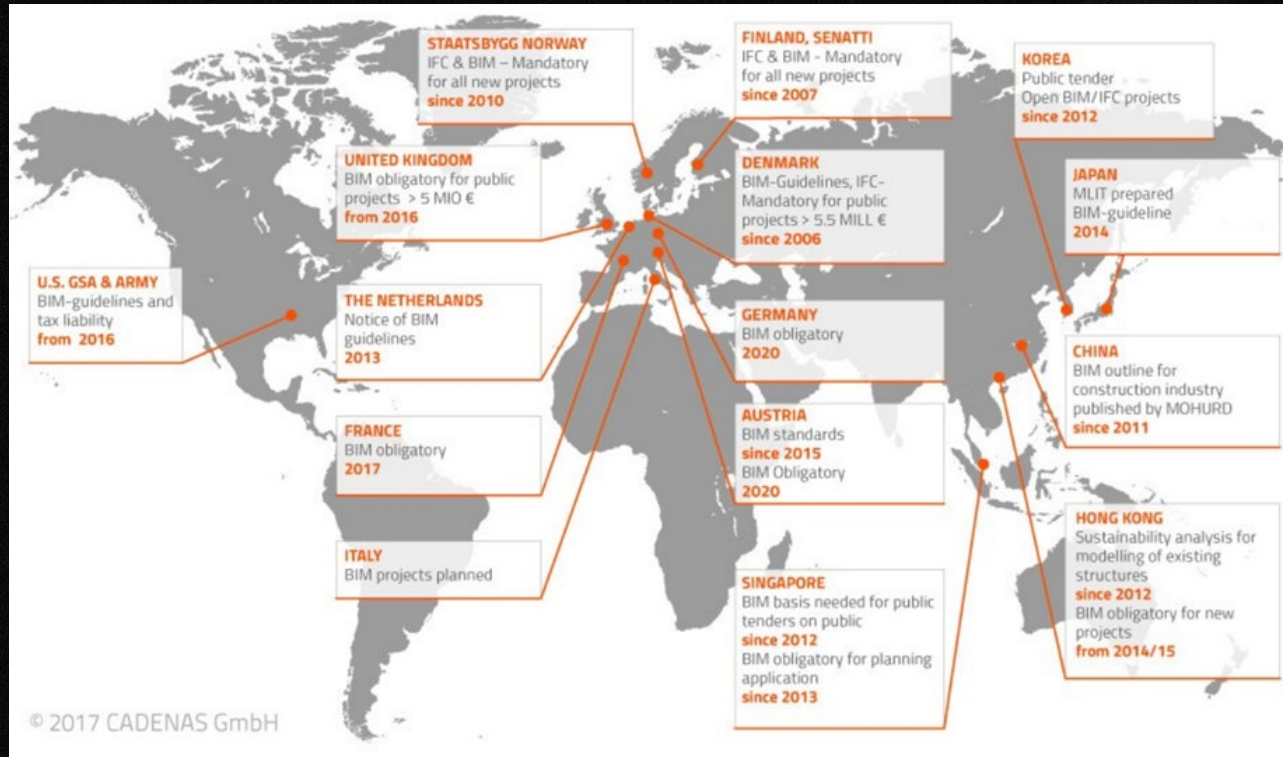 STAATSBYGG NORWAY
IFC & BIM – Mandatory
for all new projects
since 2010
FINLAND, SENATTI
IFC & BIM - Mandatory
for all new projects
since 2007
KOREA
Public tender
Open BIM/IFC projects
since 2012
UNITED KINGDOM
BIM obligatory for public
projects > 5 MIO €
from 2016
DENMARK
BIM-Guidelines, IFC-
Mandatory for public
projects > 5.5 MILL €
since 2006
JAPAN
MLIT prepared
BIM-guideline
2014
U.S. GSA & ARMY
BIM-guidelines and
tax liability
from 2016
THE NETHERLANDS
Notice of BIM
guidelines
2013
GERMANY
BIM obligatory
2020
CHINA
BIM outline for
construction industry
published by MOHURD
since 2011
FRANCE
BIM obligatory
2017
AUSTRIA
BIM standards
since 2015
BIM Obligatory
2020
ITALY
BIM projects planned
SINGAPORE
BIM basis needed for public
tenders on public
since 2012
BIM obligatory for planning
application
since 2013
HONG KONG
Sustainability analysis for
modelling of existing
structures
since 2012
BIM obligatory for new
projects
from 2014/15
© 2017 CADENAS GmbH